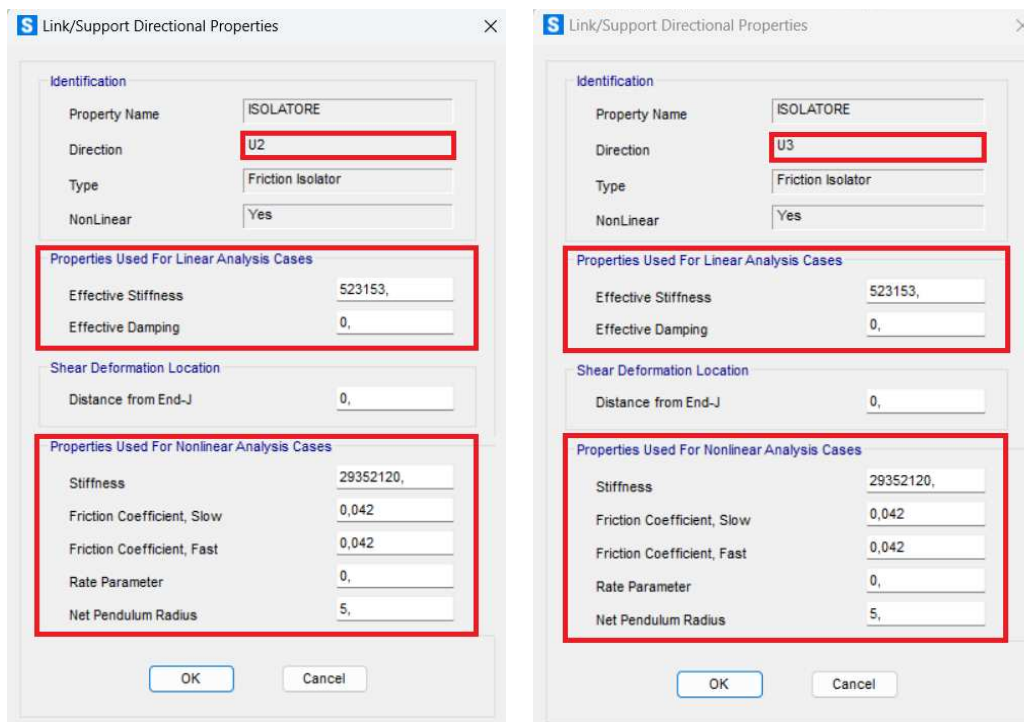 S Link/Support Directional Properties
Identification
Property Name ISOLATORE
Direction U2
Type Friction Isolator
NonLinear Yes
Properties Used For Linear Analysis Cases
Effective Stiffness 523153,
Effective Damping 0,
Shear Deformation Location
Distance from End-J 0,
Properties Used For Nonlinear Analysis Cases
Stiffness 29352120,
Friction Coefficient, Slow 0,042
Friction Coefficient, Fast 0,042
Rate Parameter 0,
Net Pendulum Radius 5,
OK Cancel
S Link/Support Directional Properties
Identification
Property Name ISOLATORE
Direction U3
Type Friction Isolator
NonLinear Yes
Properties Used For Linear Analysis Cases
Effective Stiffness 523153,
Effective Damping 0,
Shear Deformation Location
Distance from End-J 0,
Properties Used For Nonlinear Analysis Cases
Stiffness 29352120,
Friction Coefficient, Slow 0,042
Friction Coefficient, Fast 0,042
Rate Parameter 0,
Net Pendulum Radius 5,
OK Cancel